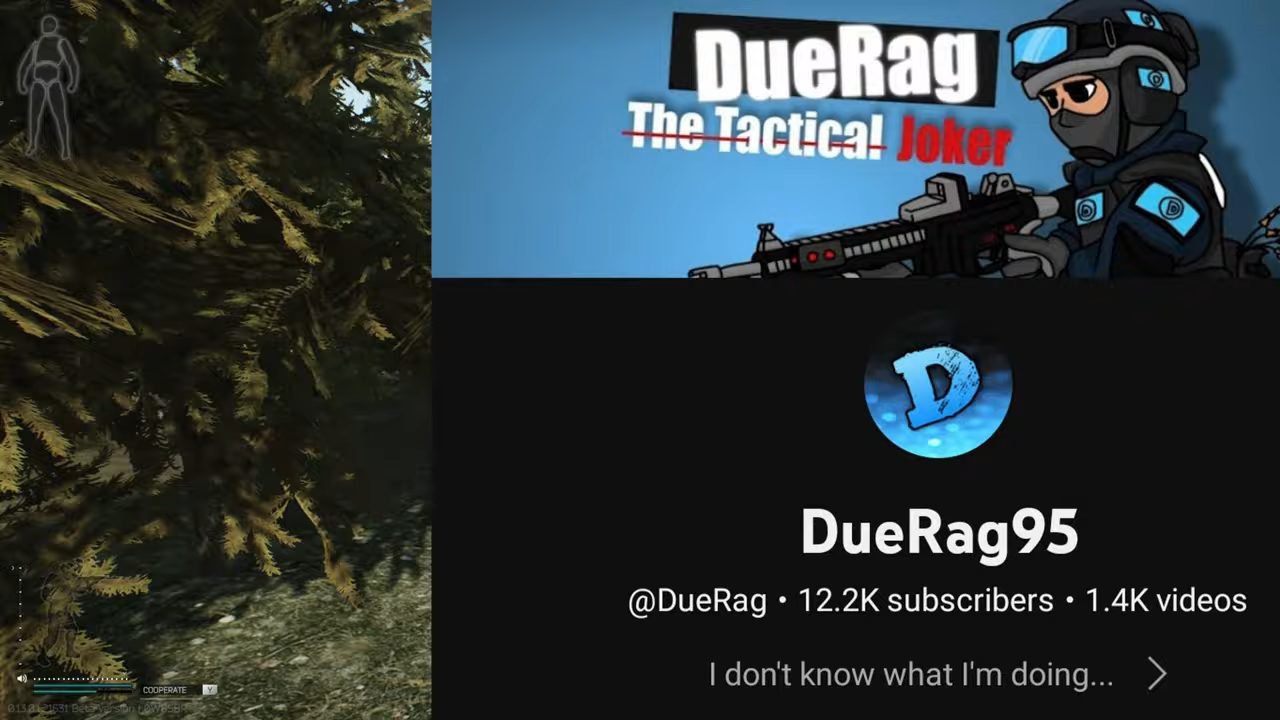 DueRag
The Tactical Joker
D
DueRag95
@DueRag • 12.2K subscribers • 1.4K videos
I don't know what I'm doing...
COOPERATE Y